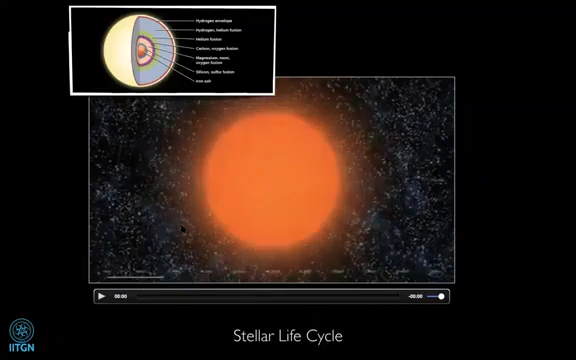 Hydrogen envelope
Hydrogen, helium fusion
Helium fusion
Carbon, oxygen fusion
Magnesium, neon,
oxygen fusion
Silicon, sulfur fusion
Iron ash
00:00
-00:00
Stellar Life Cycle
IITGN